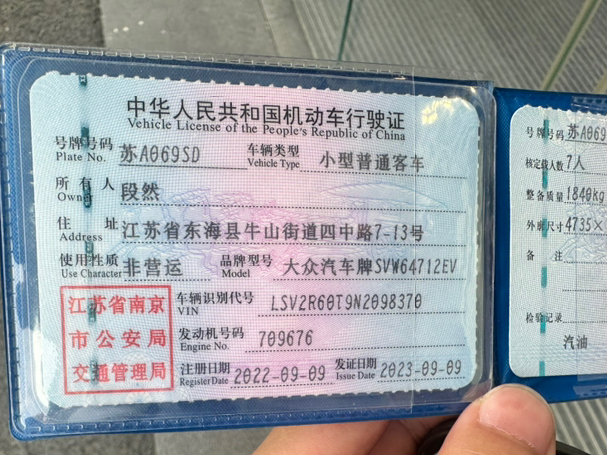 中华人民共和国机动车行驶证
Vehicle License of the People's Republic of China
号牌号码 Plate No. 苏A069SD 车辆类型 Vehicle Type 小型普通客车
所有人 Owner 段然
住址 Address 江苏省东海县牛山街道四中路7-13号
使用性质 Use Character 非营运 品牌型号 Model 大众汽车牌SVW64712EV
江苏省南京市公安局交通管理局
车辆识别代号 VIN LSV2R60T9N2098370
发动机号码 Engine No. 709676
注册日期 Register Date 2022-09-09 发证日期 Issue Date 2023-09-09
号牌号码 苏A069
核定载人数 7人
整备质量 1840kg
外廓尺寸 4735×
备注
检验记录
汽油